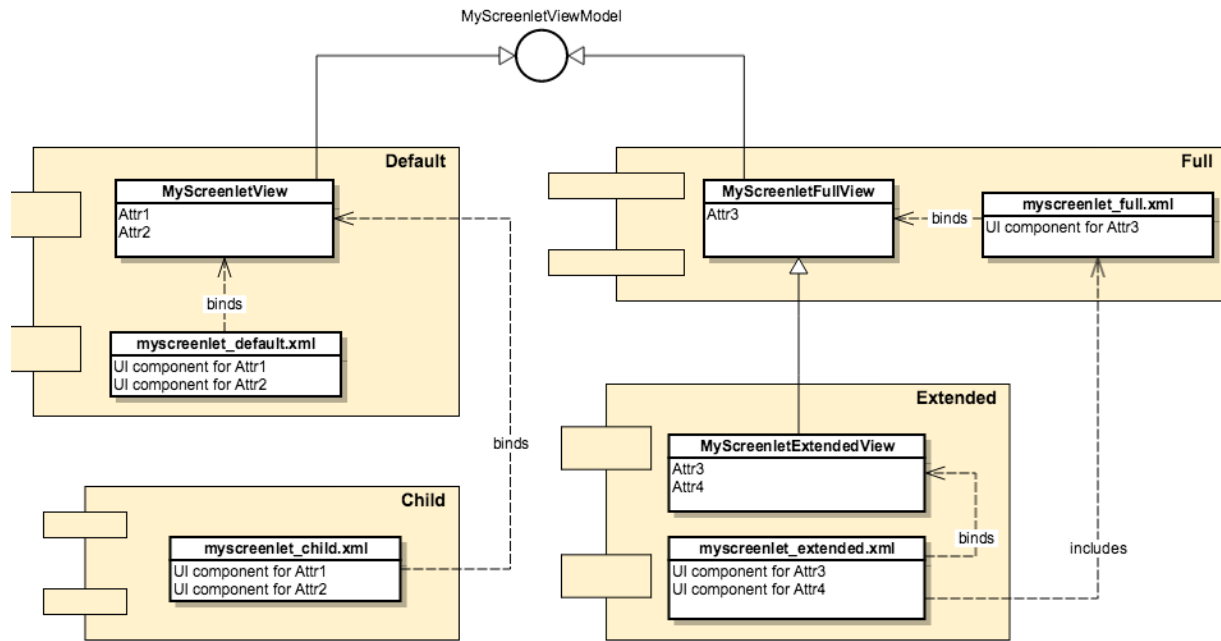 MyScreenletViewModel
Default
MyScreenletView
Attr1
Attr2
binds
myscreenlet_default.xml
UI component for Attr1
UI component for Attr2
binds
Child
myscreenlet_child.xml
UI component for Attr1
UI component for Attr2
Full
MyScreenletFullView
Attr3
binds
myscreenlet_full.xml
UI component for Attr3
Extended
MyScreenletExtendedView
Attr3
Attr4
binds
myscreenlet_extended.xml
UI component for Attr3
UI component for Attr4
includes